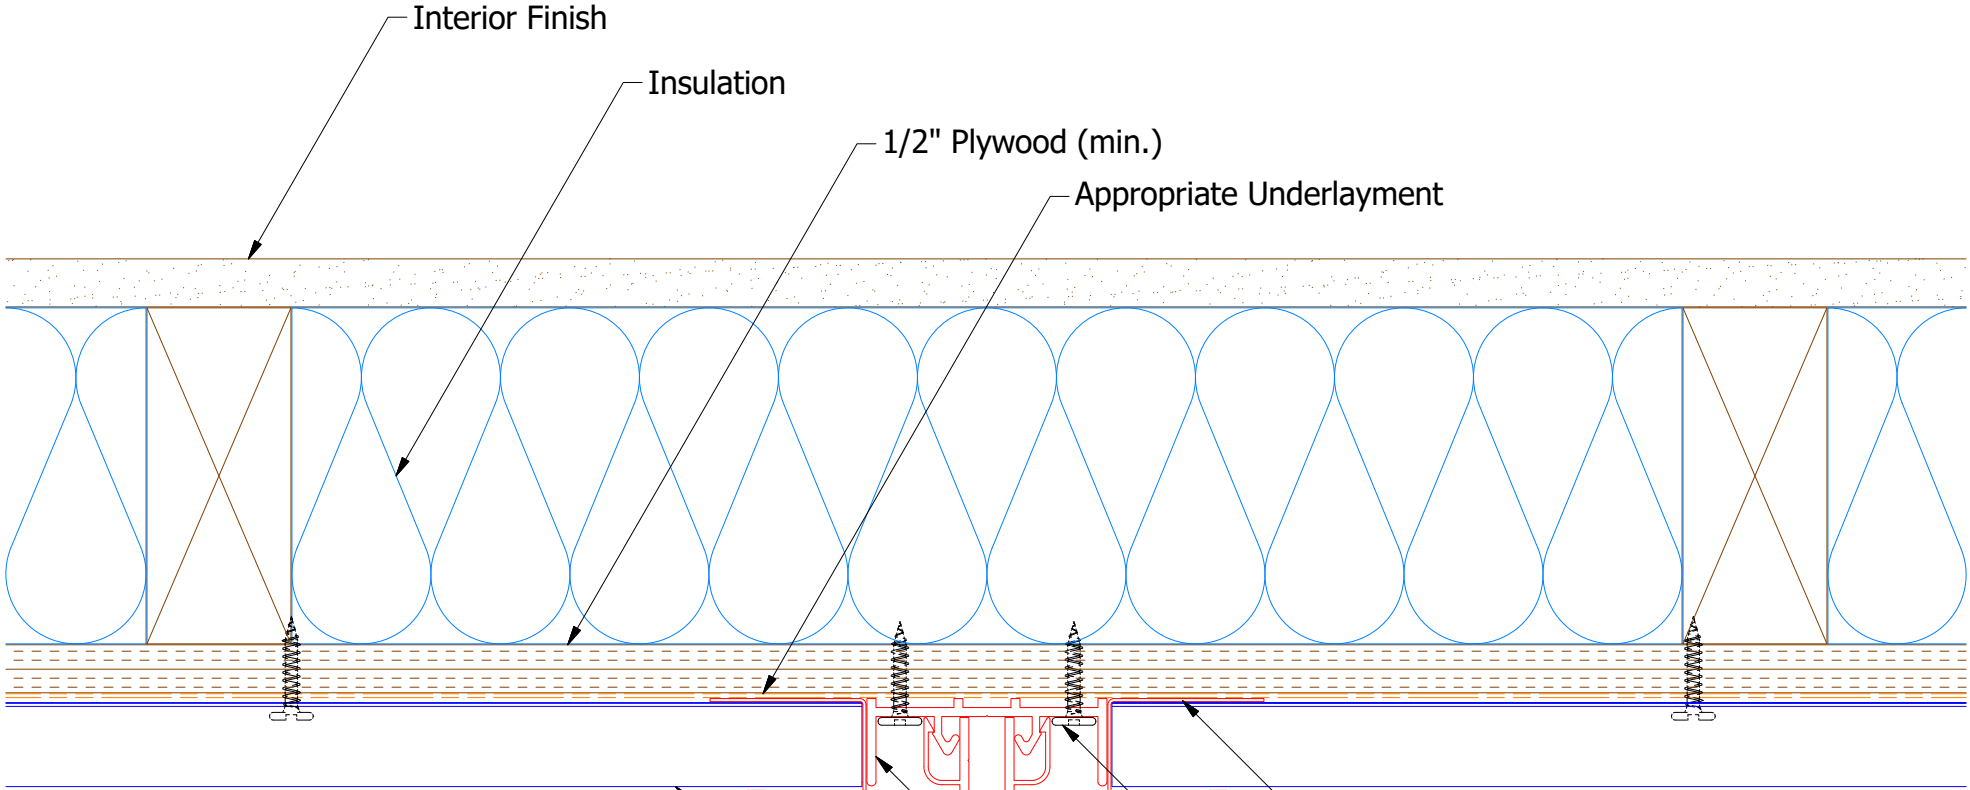 Interior Finish
Insulation
1/2" Plywood (min.)
Appropriate Underlayment